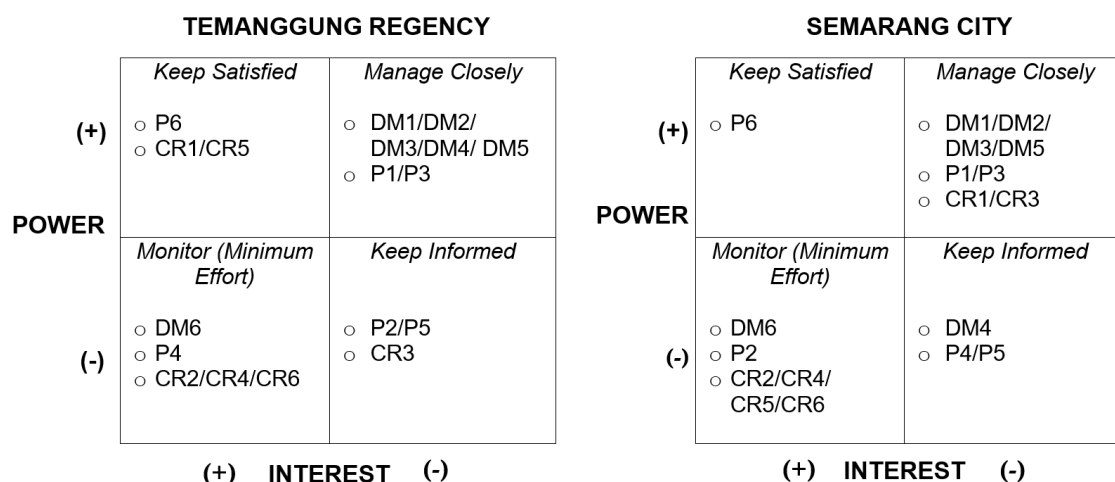 TEMANGGUNG REGENCY
Keep Satisfied
Manage Closely
(+)
○ P6
○ CR1/CR5
○ DM1/DM2/
DM3/DM4/ DM5
○ P1/P3
POWER
Monitor (Minimum
Effort)
Keep Informed
(-)
○ DM6
○ P4
○ CR2/CR4/CR6
○ P2/P5
○ CR3
(+) INTEREST (-)
SEMARANG CITY
Keep Satisfied
Manage Closely
(+)
○ P6
○ DM1/DM2/
DM3/DM5
○ P1/P3
○ CR1/CR3
POWER
Monitor (Minimum
Effort)
Keep Informed
(-)
○ DM6
○ P2
○ CR2/CR4/
CR5/CR6
○ DM4
○ P4/P5
(+) INTEREST (-)